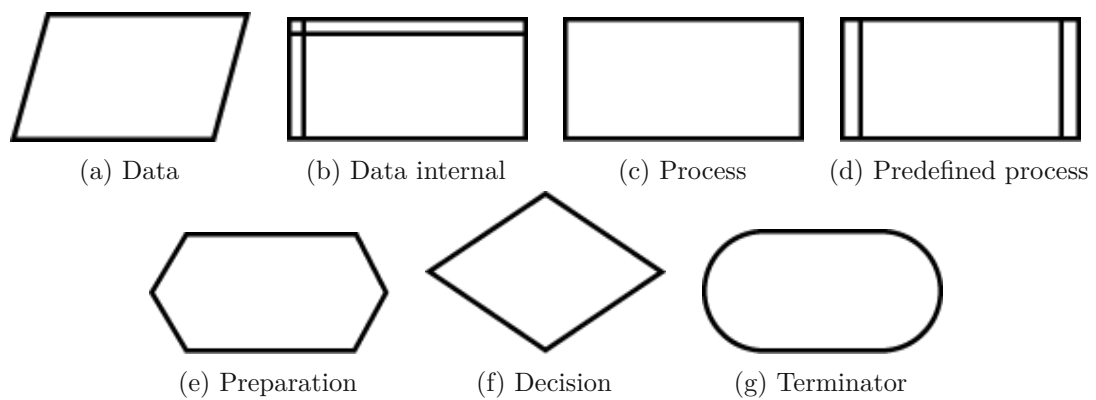 (a) Data
(b) Data internal
(c) Process
(d) Predefined process
(e) Preparation
(f) Decision
(g) Terminator